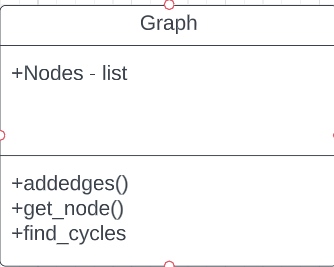 Graph
+Nodes - list
+addedges()
+get_node()
+find_cycles